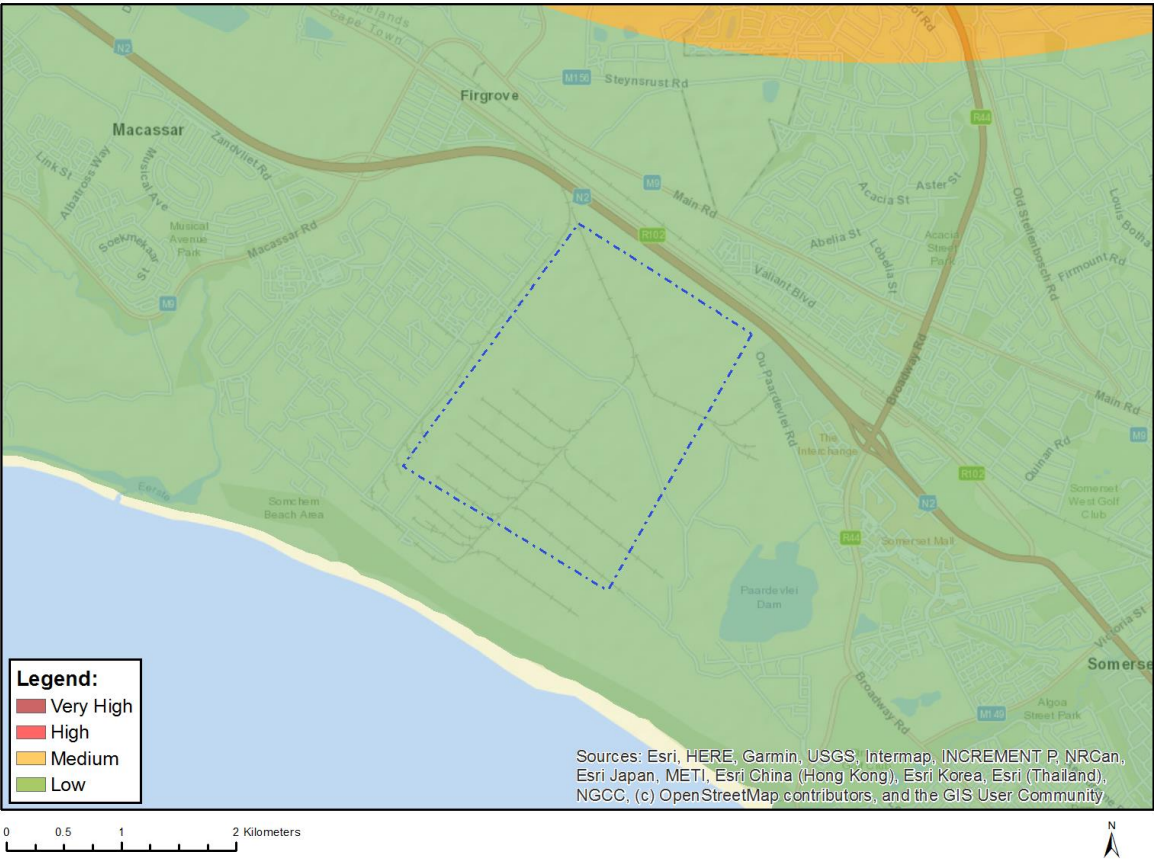 N2
Cape Town
M156
Steynsrust Rd
Firgrove
R44
Macassar
Zandvliet Rd
Link St
Albatross Way
Musical Ave
Acacia St
Aster St
Old Stellenbosch Rd
Louis Botha
M9
N2
Main Rd
Musical
Avenue
Park
Soekmekaar
St
Macassar Rd
R102
Abelia St
Lobelia St
Acacia
Street
Park
Firmount Rd
Valiant Blvd
M9
Broadway Rd
Ou Paardevlei Rd
Main Rd
The
Interchange
M9
Quinan Rd
R102
Eerste
Somchem
Beach Area
N2
Somerset
West Golf
Club
R44
Somerset Mall
Paardevlei
Dam
Victoria St
Somerse
Broadway Rd
M149
Algoa
Street Park
Legend:
Very High
High
Medium
Low
Sources: Esri, HERE, Garmin, USGS, Intermap, INCREMENT P, NRCan,
Esri Japan, METI, Esri China (Hong Kong), Esri Korea, Esri (Thailand),
NGCC, (c) OpenStreetMap contributors, and the GIS User Community
0 0.5 1 2 Kilometers
N